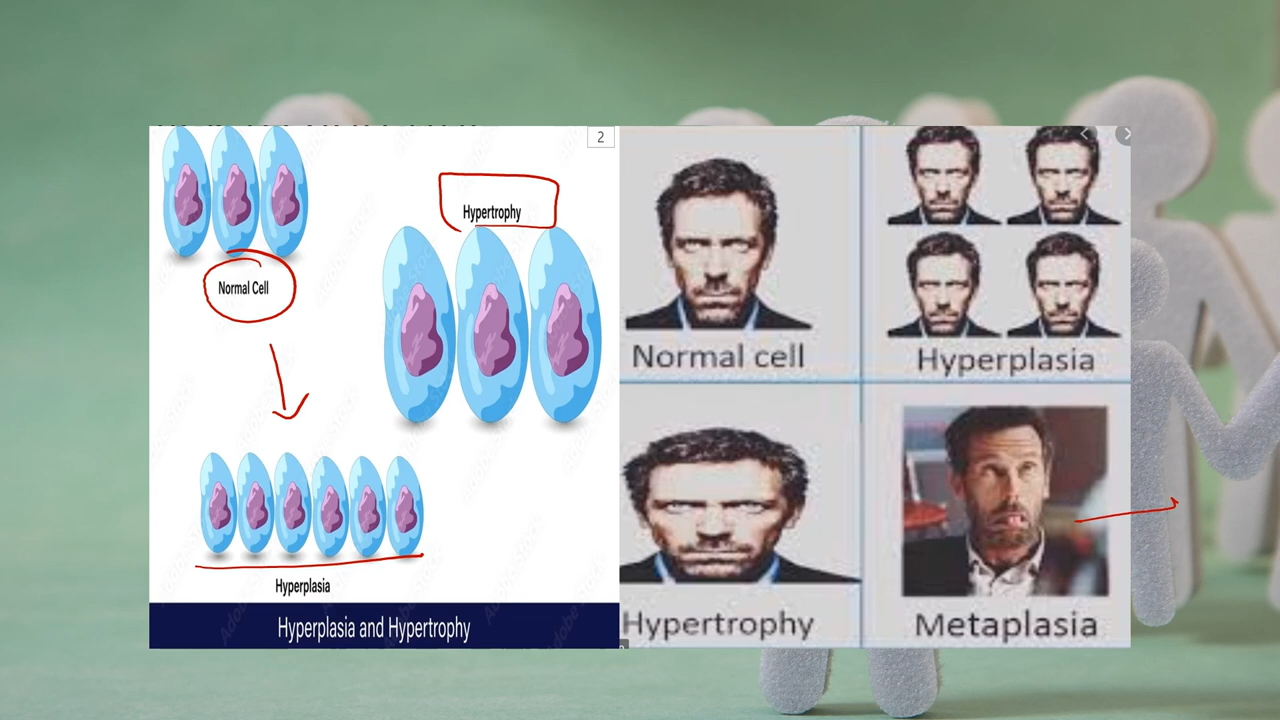 2
Hypertrophy
Normal Cell
Hyperplasia
Hyperplasia and Hypertrophy
Normal cell
Hyperplasia
Hypertrophy
Metaplasia